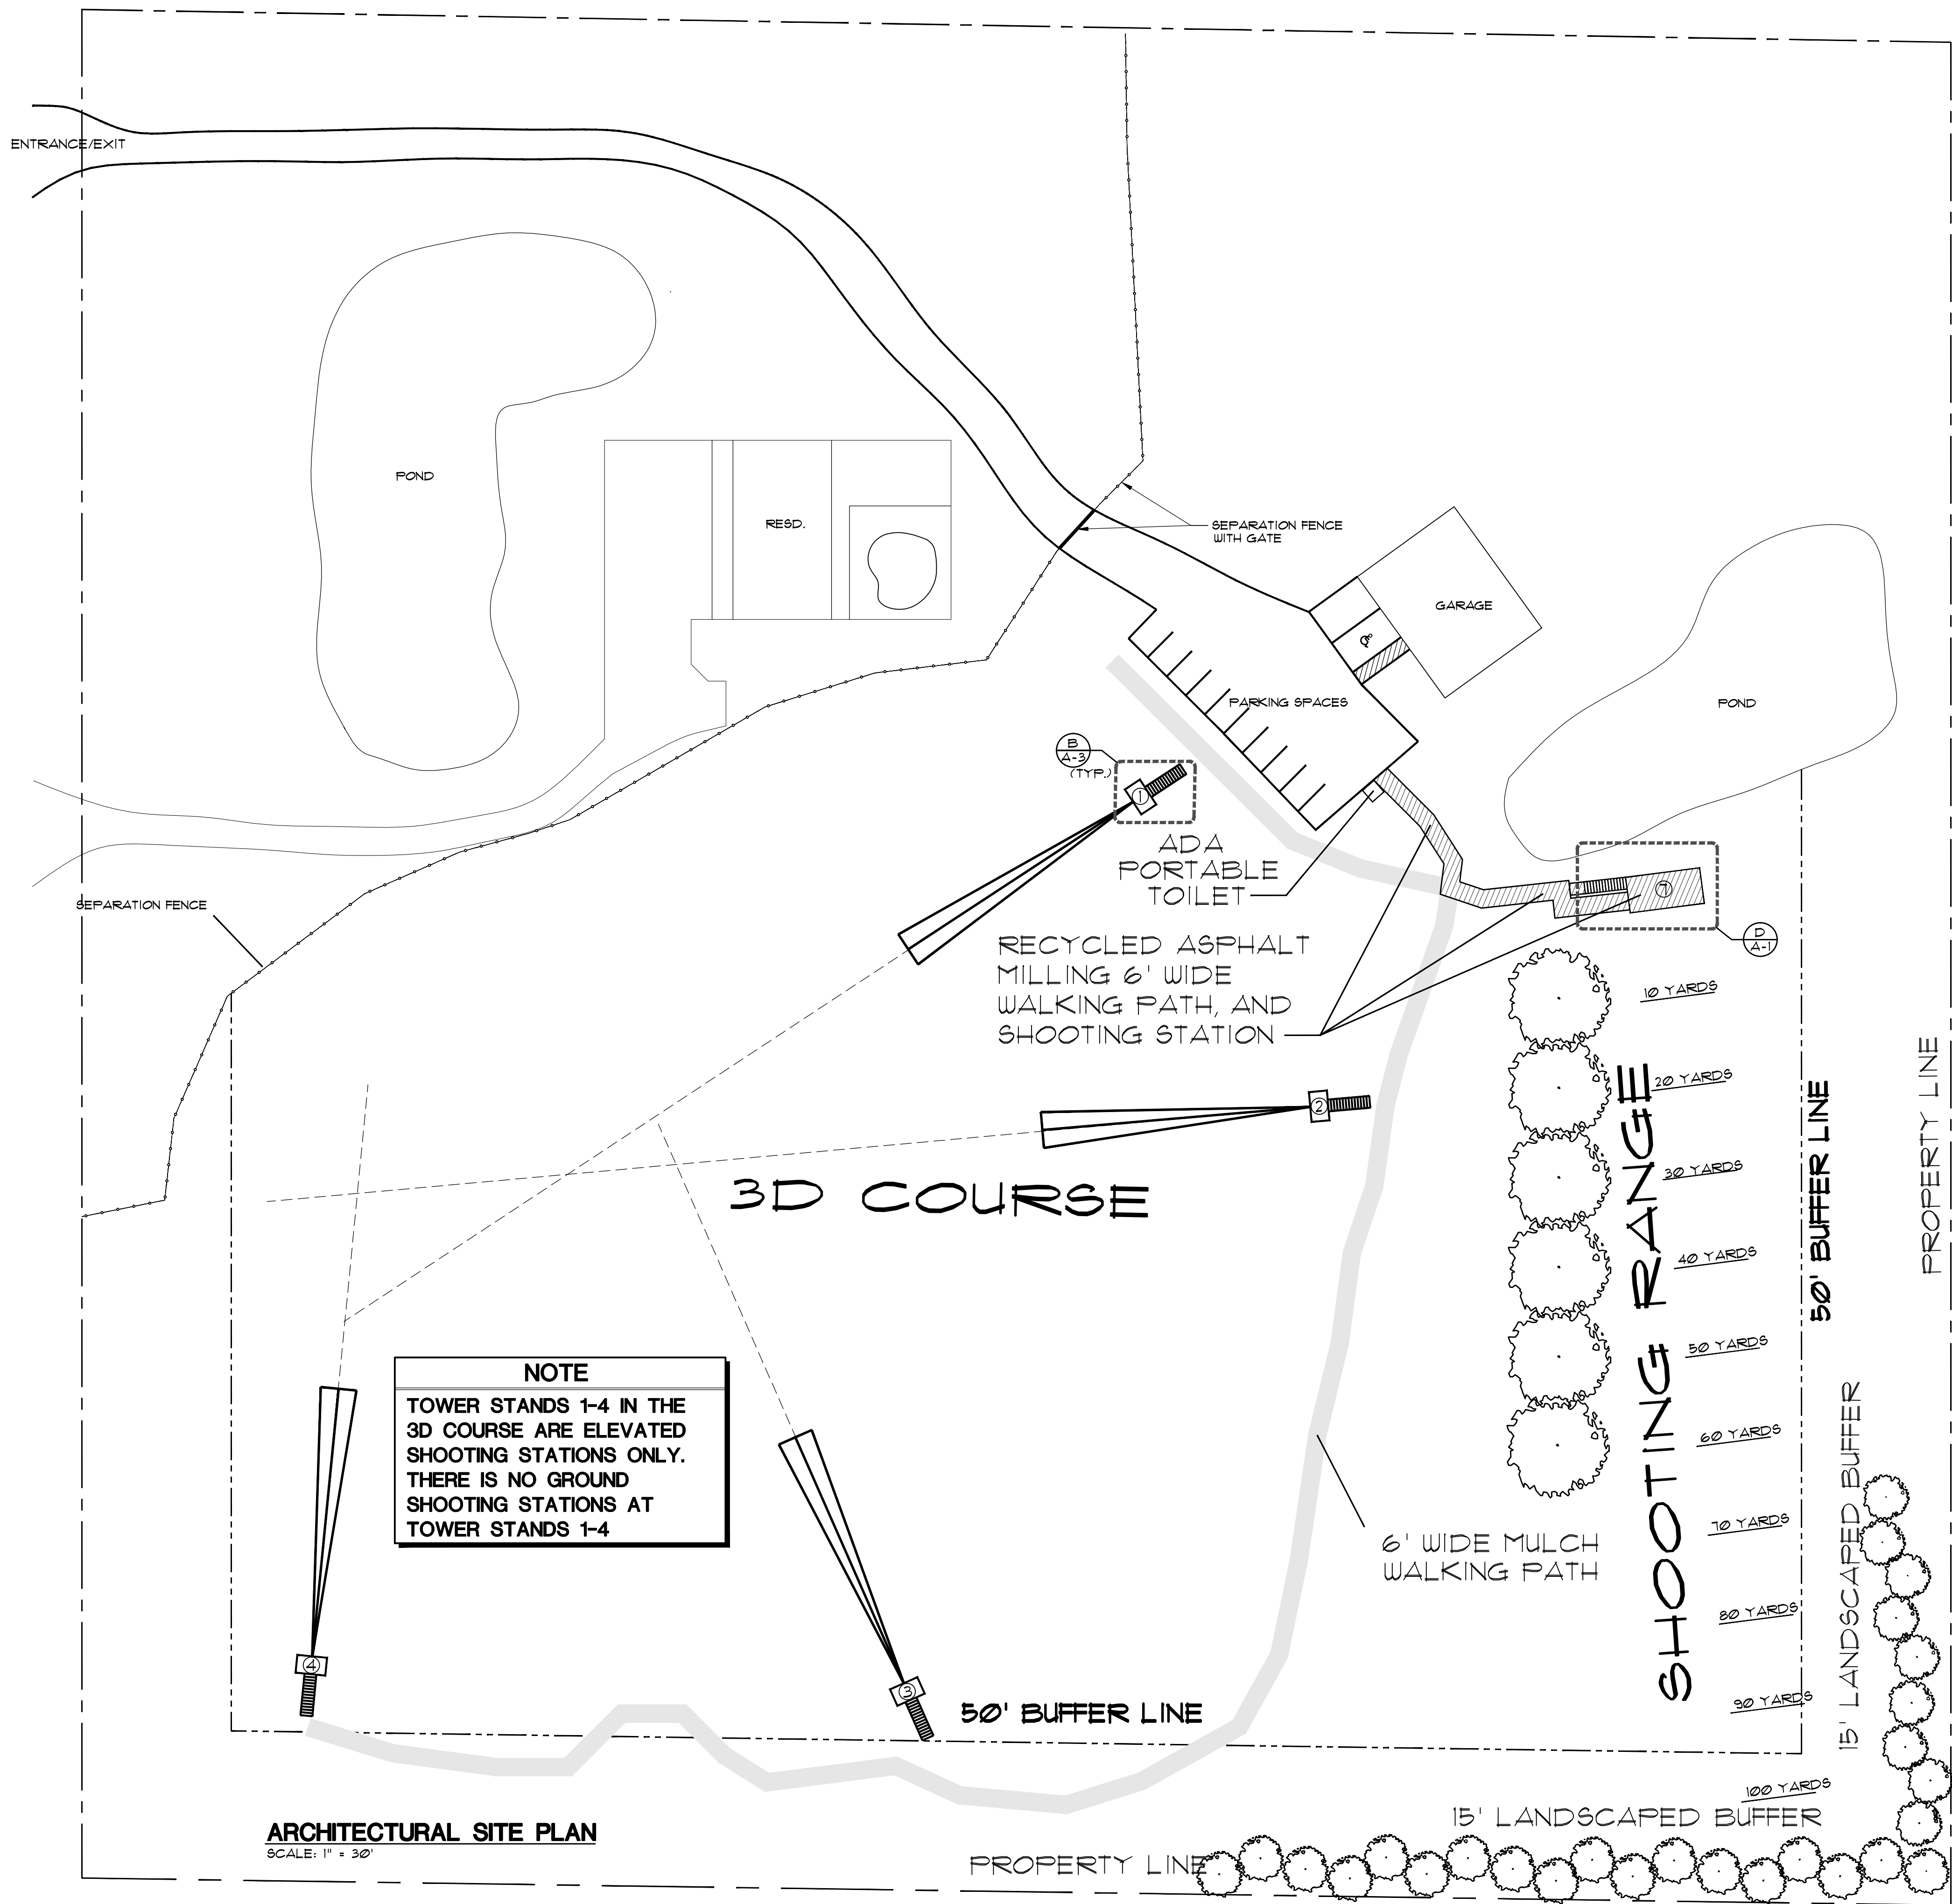 ENTRANCE/EXIT
POND
RESD.
SEPARATION FENCE
WITH GATE
GARAGE
PARKING SPACES
POND
B
A-3
(TYP.)
1
ADA
PORTABLE
TOILET
7
D
A-1
SEPARATION FENCE
RECYCLED ASPHALT
MILLING 6' WIDE
WALKING PATH, AND
SHOOTING STATION
10 YARDS
20 YARDS
30 YARDS
40 YARDS
50 YARDS
60 YARDS
70 YARDS
80 YARDS
90 YARDS
100 YARDS
SHOOTING RANGE
50' BUFFER LINE
PROPERTY LINE
2
3D COURSE
NOTE
TOWER STANDS 1-4 IN THE
3D COURSE ARE ELEVATED
SHOOTING STATIONS ONLY.
THERE IS NO GROUND
SHOOTING STATIONS AT
TOWER STANDS 1-4
6' WIDE MULCH
WALKING PATH
15' LANDSCAPED BUFFER
4
3
50' BUFFER LINE
15' LANDSCAPED BUFFER
PROPERTY LINE
ARCHITECTURAL SITE PLAN
SCALE: 1" = 30'